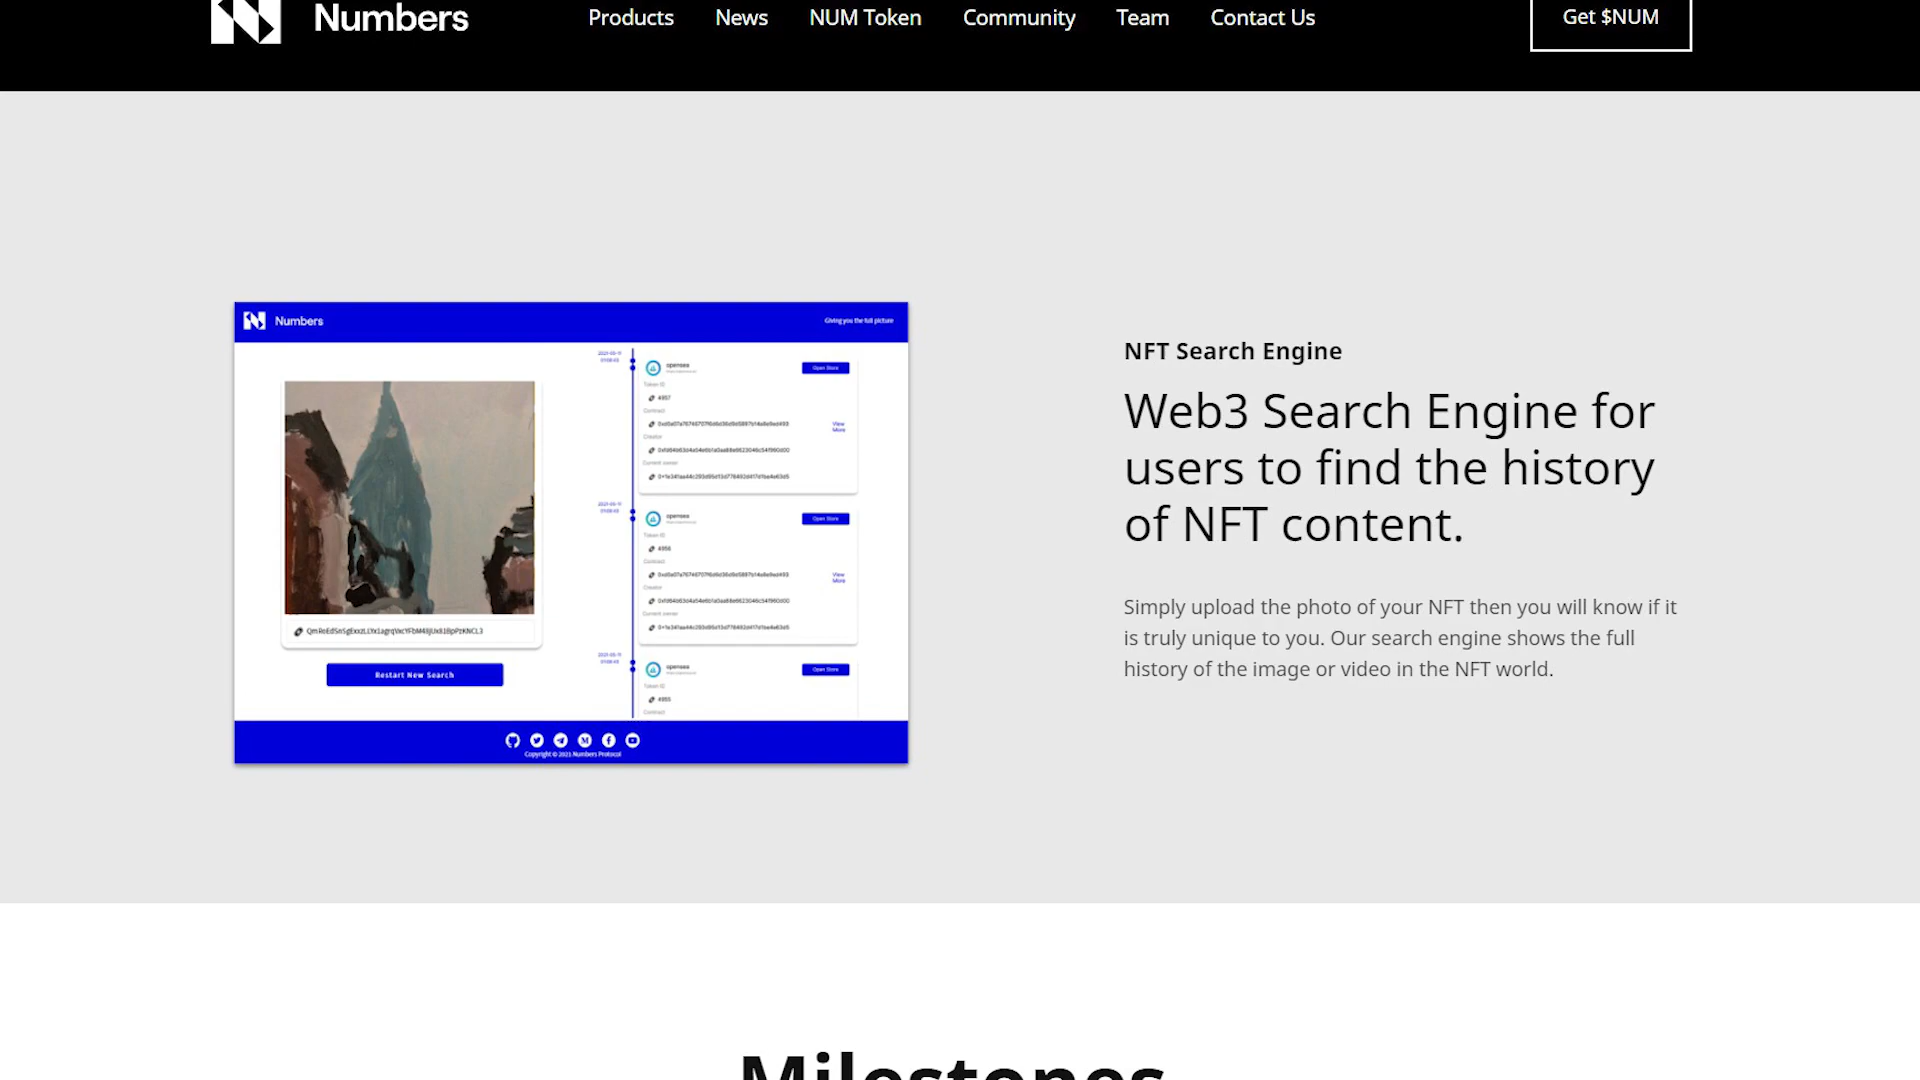 Numbers
Products
News
NUM Token
Community
Team
Contact Us
Get $NUM
Numbers
Giving you the full picture
opensea
Open Store
Token ID
4957
Contract
View
More
Creator
Current owner
opensea
Open Store
Token ID
4956
Contract
View
More
Creator
Current owner
opensea
Open Store
Token ID
4955
Contract
Restart New Search
Copyright © 2021 Numbers Protocol
NFT Search Engine
Web3 Search Engine for
users to find the history
of NFT content.
Simply upload the photo of your NFT then you will know if it
is truly unique to you. Our search engine shows the full
history of the image or video in the NFT world.
Milestones